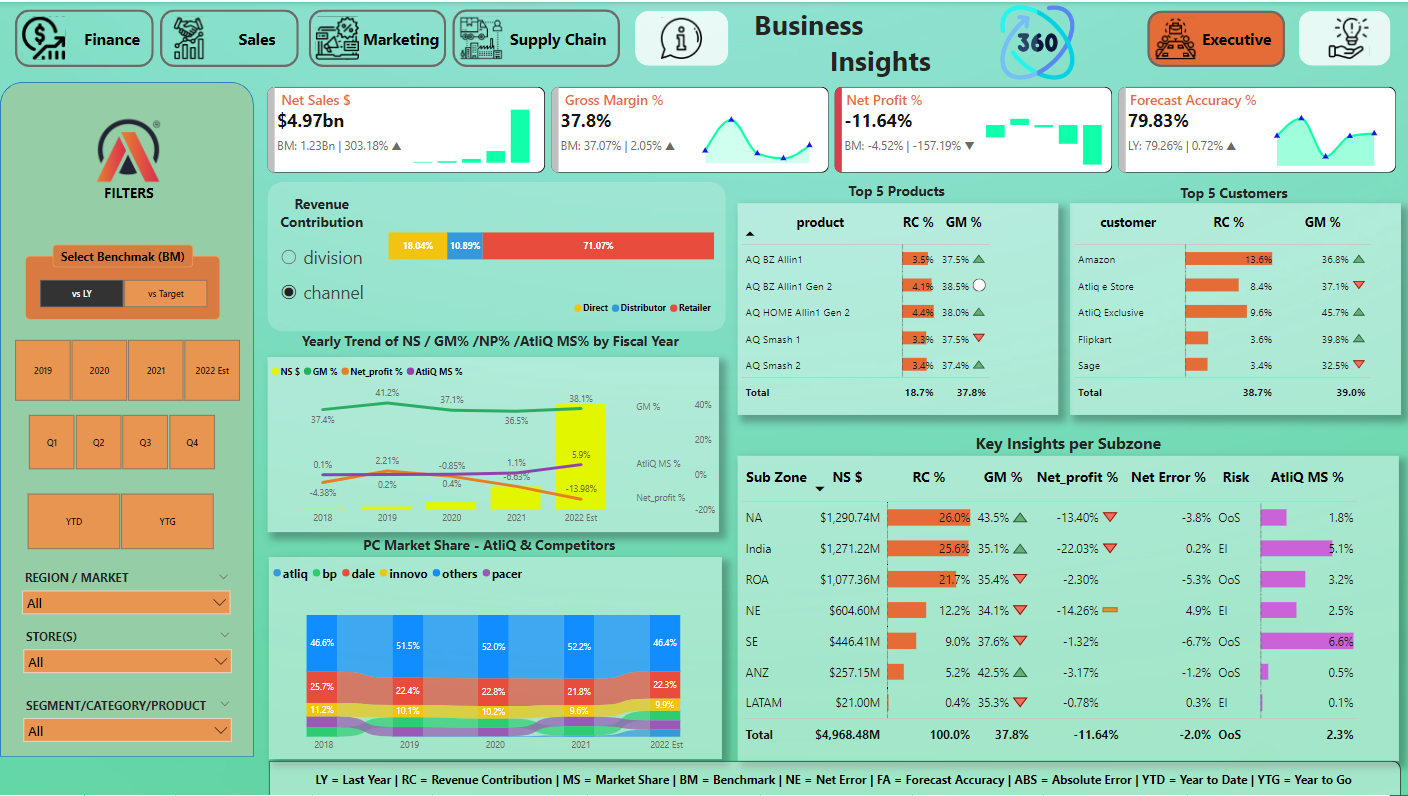 Finance
Sales
Marketing
Supply Chain
Business
Insights
360
Executive
®
FILTERS
Select Benchmak (BM)
vs LY vs Target
2019 2020 2021 2022 Est
Q1 Q2 Q3 Q4
YTD YTG
REGION / MARKET
All
STORE(S)
All
SEGMENT/CATEGORY/PRODUCT
All
Net Sales $
$4.97bn
BM: 1.23Bn | 303.18% ▲
Gross Margin %
37.8%
BM: 37.07% | 2.05% ▲
Net Profit %
-11.64%
BM: -4.52% | -157.19% ▼
Forecast Accuracy %
79.83%
LY: 79.26% | 0.72% ▲
Revenue
Contribution
division
channel
18.04% 10.89% 71.07%
Direct Distributor Retailer
Yearly Trend of NS / GM% /NP% /AtliQ MS% by Fiscal Year
NS $ GM % Net_profit % AtliQ MS %
37.4% 41.2% 37.1% 36.5% 38.1%
0.1% 2.21% -0.85% 1.1% 5.9%
-4.38% 0.2% 0.4% -6.63% -13.98%
2018 2019 2020 2021 2022 Est
GM % 40%
20%
AtliQ MS % 0%
Net_profit %
-20%
PC Market Share - AtliQ & Competitors
atliq bp dale innovo others pacer
46.6% 51.5% 52.0% 52.2% 46.4%
25.7% 22.4% 22.8% 21.8% 22.3%
11.2% 10.1% 10.2% 9.6% 9.9%
2018 2019 2020 2021 2022 Est
Top 5 Products
product RC % GM %
AQ BZ Allin1 3.5% 37.5%
AQ BZ Allin1 Gen 2 4.1% 38.5%
AQ HOME Allin1 Gen 2 4.4% 38.0%
AQ Smash 1 3.3% 37.5%
AQ Smash 2 3.4% 37.4%
Total 18.7% 37.8%
Top 5 Customers
customer RC % GM %
Amazon 13.6% 36.8%
Atliq e Store 8.4% 37.1%
AtliQ Exclusive 9.6% 45.7%
Flipkart 3.6% 39.8%
Sage 3.4% 32.5%
Total 38.7% 39.0%
Key Insights per Subzone
Sub Zone NS $ RC % GM % Net_profit % Net Error % Risk AtliQ MS %
NA $1,290.74M 26.0% 43.5% -13.40% -3.8% OoS 1.8%
India $1,271.22M 25.6% 35.1% -22.03% 0.2% EI 5.1%
ROA $1,077.36M 21.7% 35.4% -2.30% -5.3% OoS 3.2%
NE $604.60M 12.2% 34.1% -14.26% 4.9% EI 2.5%
SE $446.41M 9.0% 37.6% -1.32% -6.7% OoS 6.6%
ANZ $257.15M 5.2% 42.5% -3.17% -1.2% OoS 0.5%
LATAM $21.00M 0.4% 35.3% -0.78% 0.3% EI 0.1%
Total $4,968.48M 100.0% 37.8% -11.64% -2.0% OoS 2.3%
LY = Last Year | RC = Revenue Contribution | MS = Market Share | BM = Benchmark | NE = Net Error | FA = Forecast Accuracy | ABS = Absolute Error | YTD = Year to Date | YTG = Year to Go